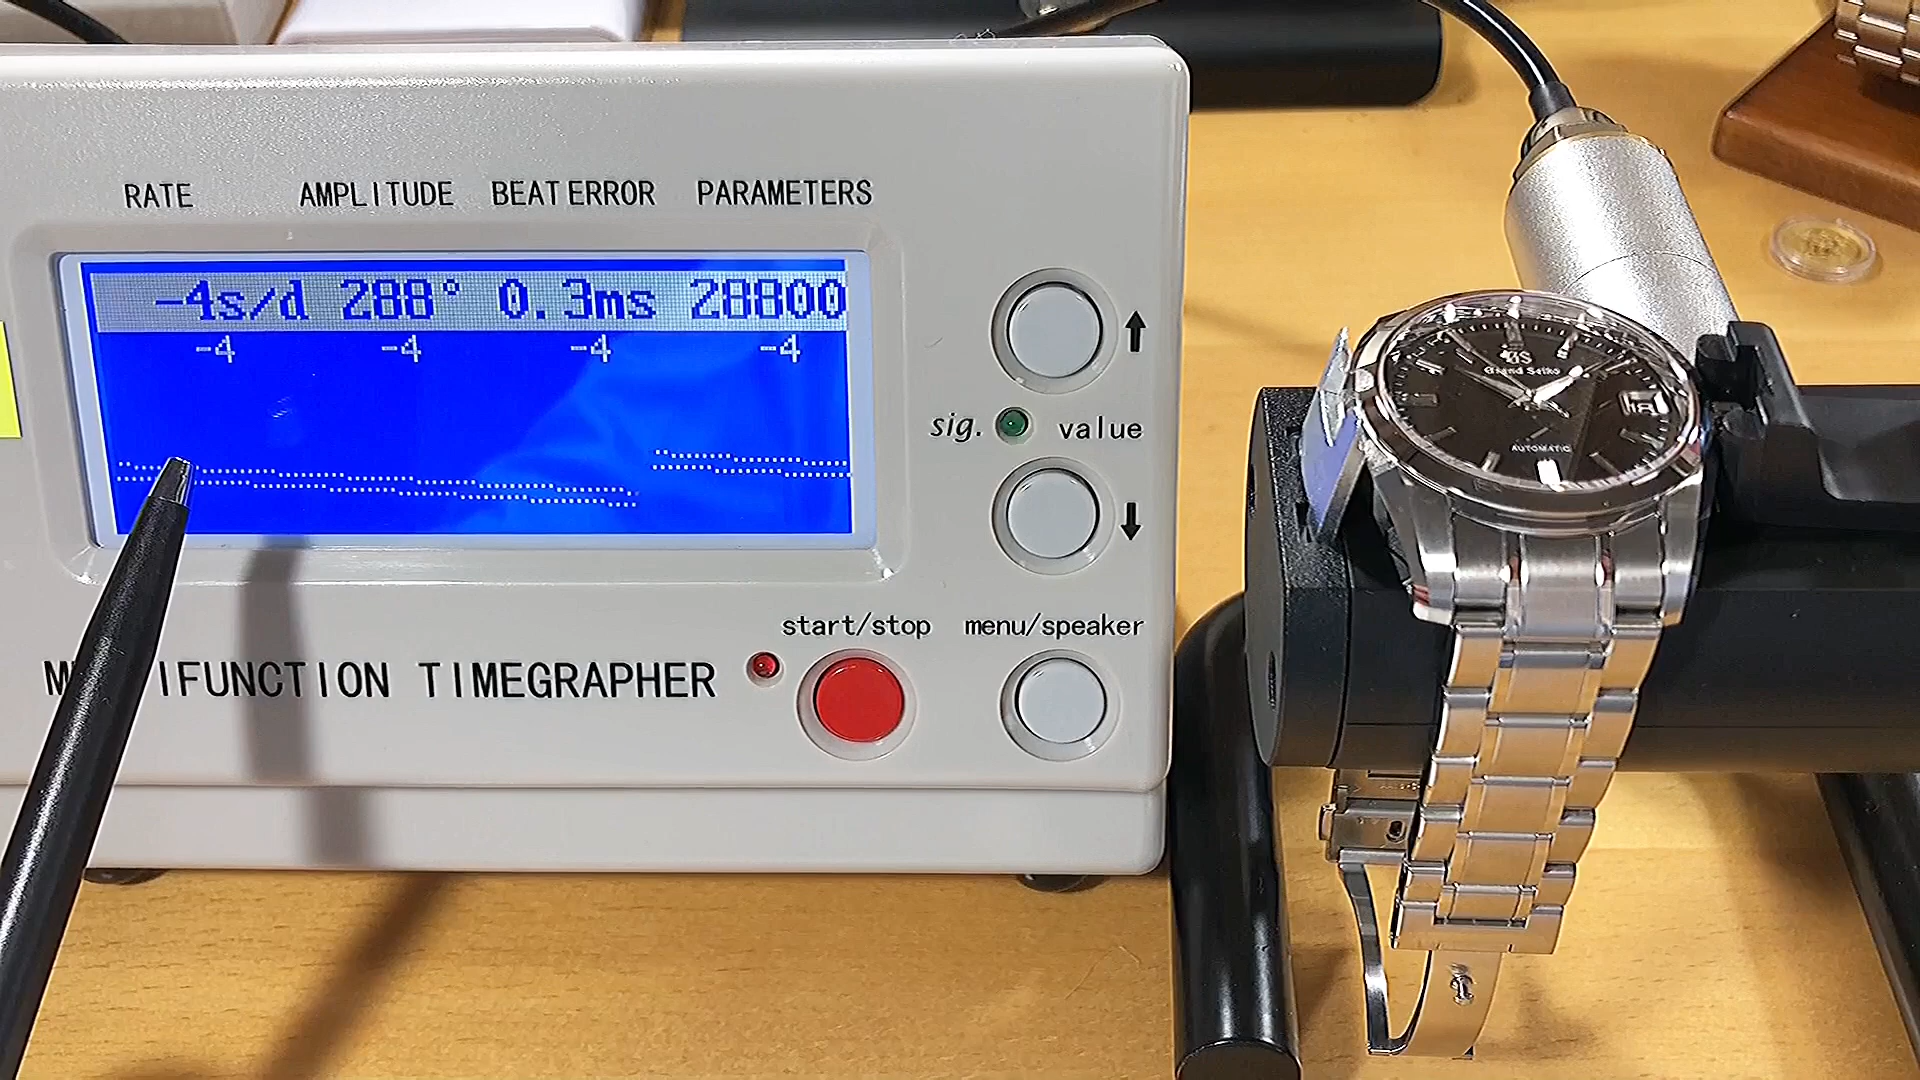 RATE AMPLITUDE BEAT ERROR PARAMETERS
-4s/d 288° 0.3ms 28800
-4 -4 -4 -4
sig. value
start/stop menu/speaker
IFUNCTION TIMEGRAPHER
GS
Grand Seiko
AUTOMATIC